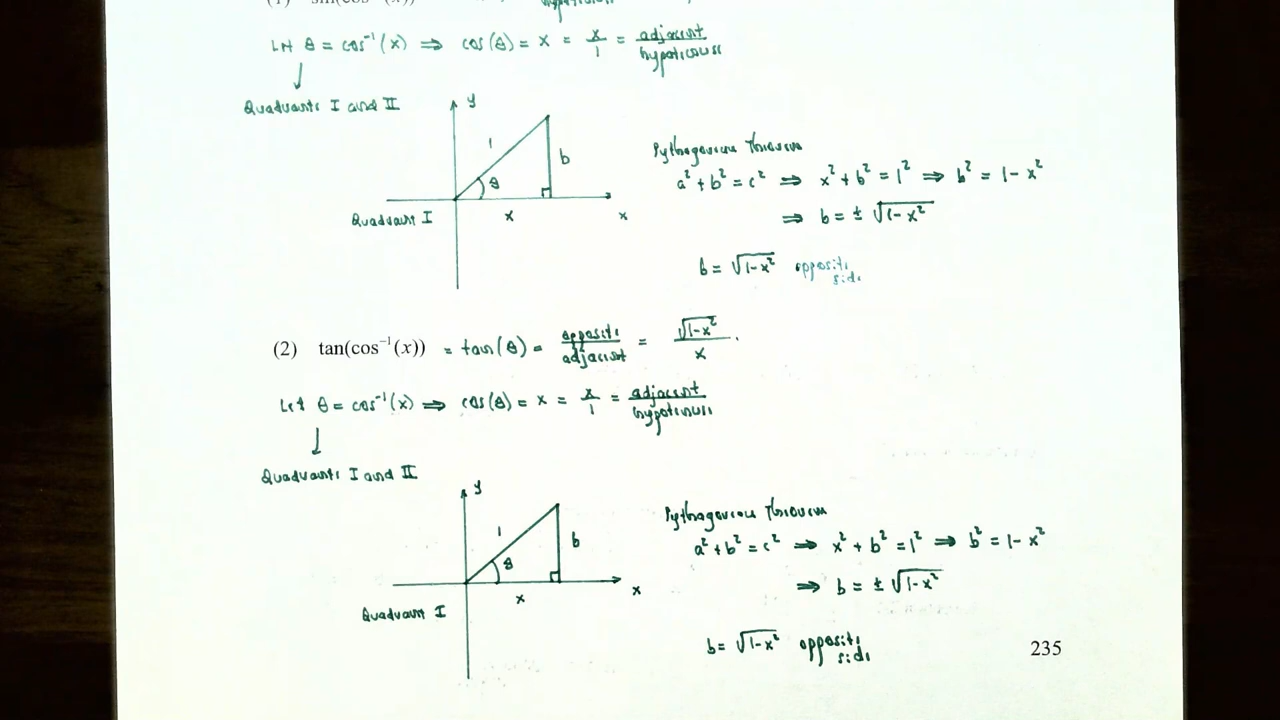 Let θ = cos⁻¹(x) ⇒ cos(θ) = x = x/1 = adjacent/hypotenuse
↓
Quadrants I and II
y
1
b
θ
x
x
Quadrant I
Pythagorean Theorem
a² + b² = c² ⇒ x² + b² = 1² ⇒ b² = 1 - x²
⇒ b = ± √(1-x²)
b = √(1-x²) opposite side
(2) tan(cos⁻¹(x)) = tan(θ) = opposite/adjacent = √(1-x²)/x .
Let θ = cos⁻¹(x) ⇒ cos(θ) = x = x/1 = adjacent/hypotenuse
↓
Quadrants I and II
y
1
b
θ
x
x
Quadrant I
Pythagorean Theorem
a² + b² = c² ⇒ x² + b² = 1² ⇒ b² = 1 - x²
⇒ b = ± √(1-x²)
b = √(1-x²) opposite side
235